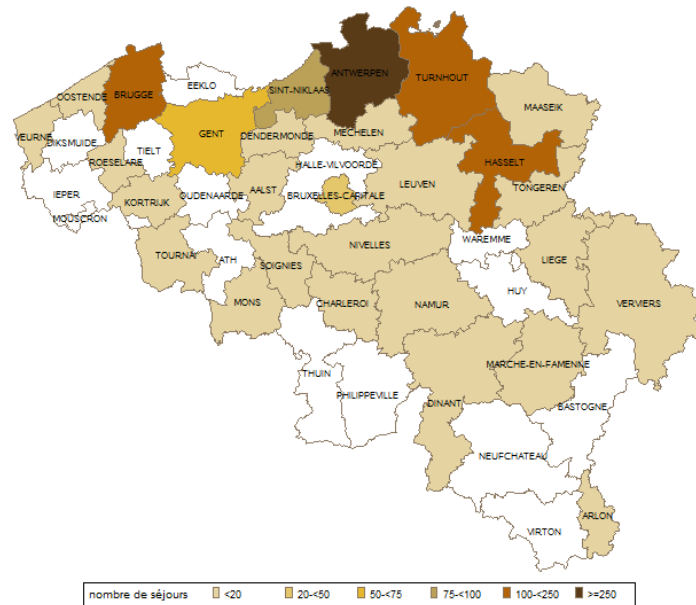 ANTWERPEN
TURNHOUT
EEKLO
SINT-NIKLAAS
OOSTENDE
BRUGGE
MAASEIK
GENT
DENDERMONDE
MECHELEN
VEURNE
DIKSMUIDE
TIELT
ROESELARE
HALLE-VILVOORDE
HASSELT
LEUVEN
TONGEREN
IEPER
KORTRIJK
OUDENAARDE
AALST
BRUXELLES-CAPITALE
MOUSCRON
WAREMME
NIVELLES
TOURNAI
ATH
SOIGNIES
LIEGE
HUY
MONS
CHARLEROI
NAMUR
VERVIERS
MARCHE-EN-FAMENNE
THUIN
PHILIPPEVILLE
DINANT
BASTOGNE
NEUFCHATEAU
ARLON
VIRTON
nombre de séjours <20 20-<50 50-<75 75-<100 100-<250 >=250